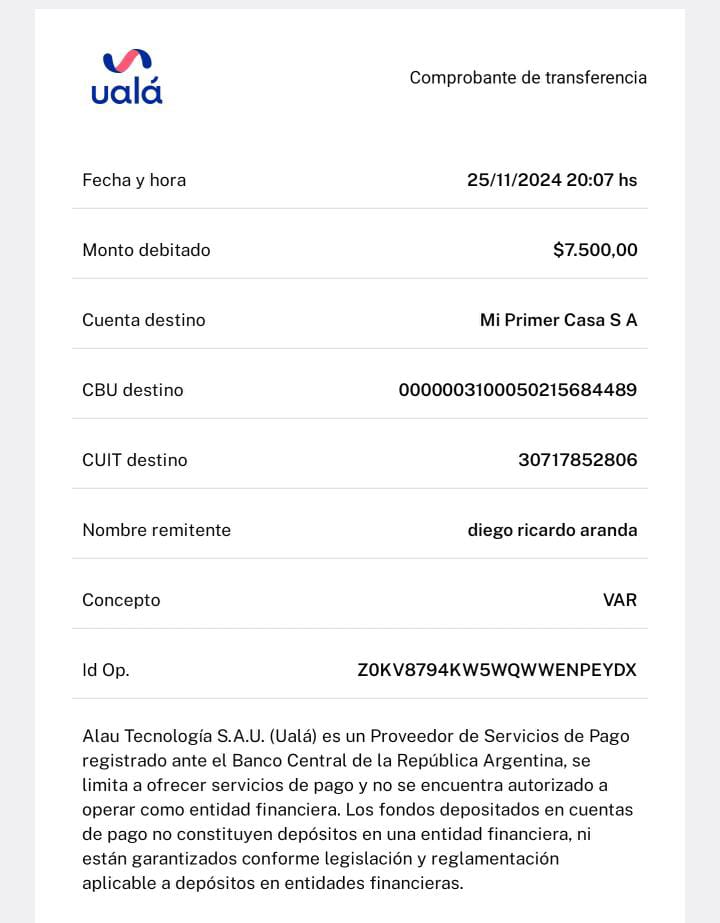 ualá
Comprobante de transferencia
Fecha y hora 25/11/2024 20:07 hs
Monto debitado $7.500,00
Cuenta destino Mi Primer Casa S A
CBU destino 0000003100050215684489
CUIT destino 30717852806
Nombre remitente diego ricardo aranda
Concepto VAR
Id Op. Z0KV8794KW5WQWWENPEYDX
Alau Tecnología S.A.U. (Ualá) es un Proveedor de Servicios de Pago
registrado ante el Banco Central de la República Argentina, se
limita a ofrecer servicios de pago y no se encuentra autorizado a
operar como entidad financiera. Los fondos depositados en cuentas
de pago no constituyen depósitos en una entidad financiera, ni
están garantizados conforme legislación y reglamentación
aplicable a depósitos en entidades financieras.